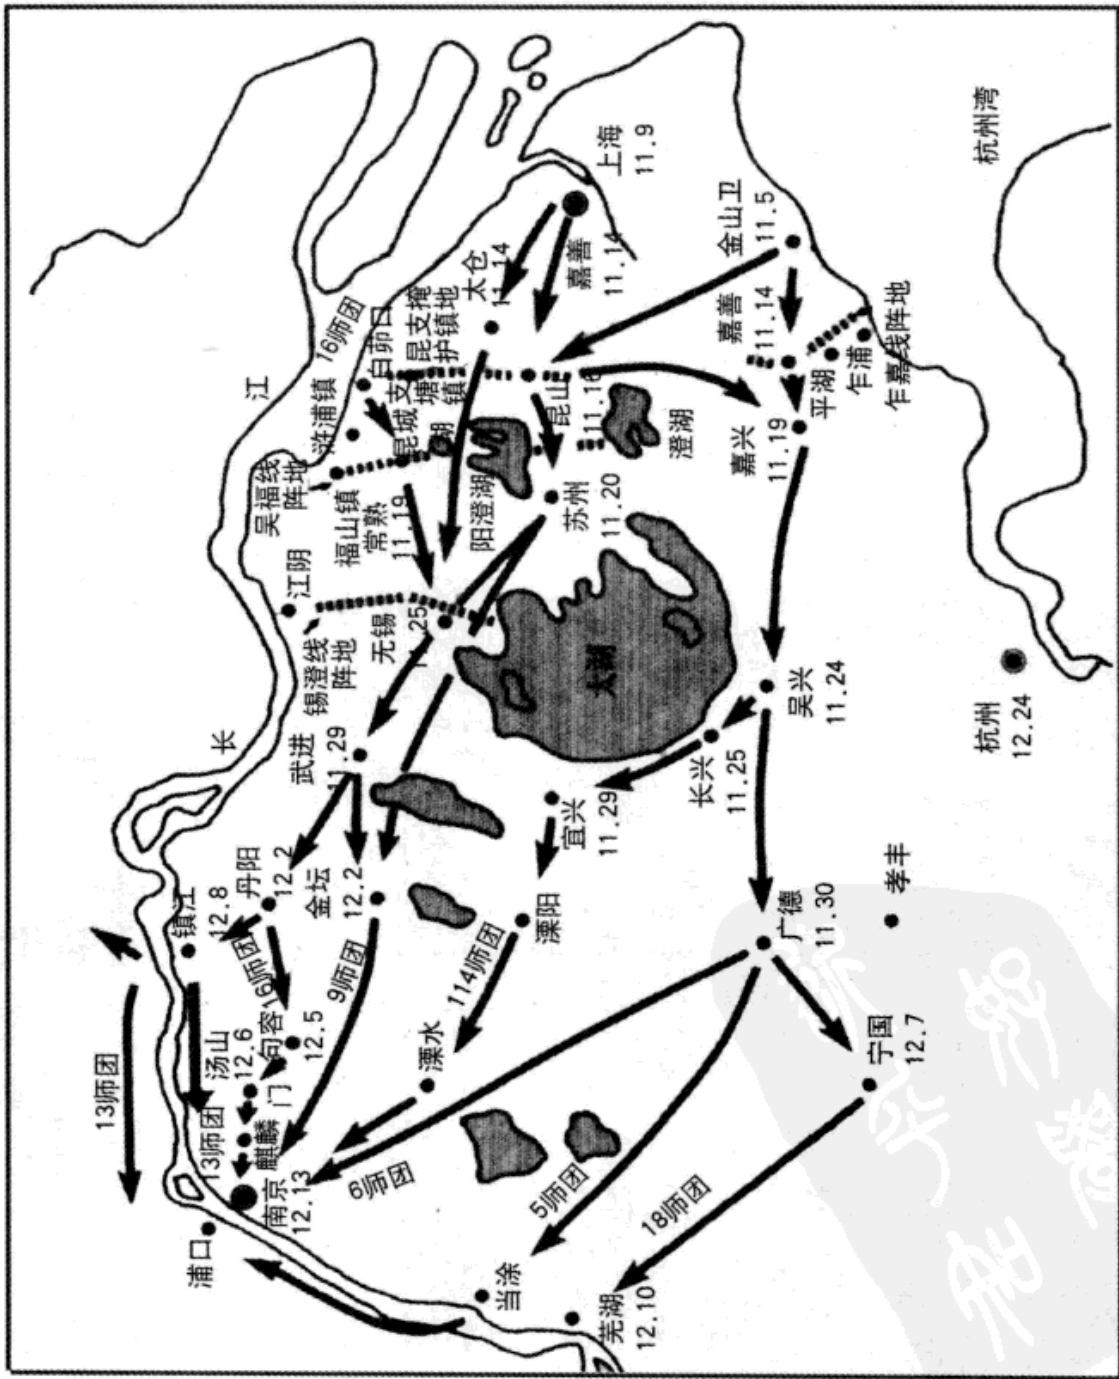 杭州湾
上海
11.9
金山卫
11.5
嘉善
11.14
太仓
11.14
嘉善
11.14
16师团
白茆口
昆支掩
护镇地
支
塘
镇
昆山
11.16
平湖
乍浦
乍嘉线阵地
嘉兴
11.19
澄湖
昆城
湖
浒浦镇
江
吴福线
阵地
福山镇
常熟
11.19
阳澄湖
苏州
11.20
江阴
锡澄线
阵地
无锡
11.25
太湖
吴兴
11.24
杭州
12.24
长
武进
11.29
长兴
11.25
宜兴
11.29
丹阳
12.2
金坛
12.2
镇江
12.8
溧阳
广德
11.30
孝丰
16师团
9师团
114师团
句容
12.5
汤山
12.6
溧水
宁国
12.7
13师团
13师团
麒麟
门
南京
12.13
6师团
5师团
18师团
浦口
当涂
芜湖
12.10